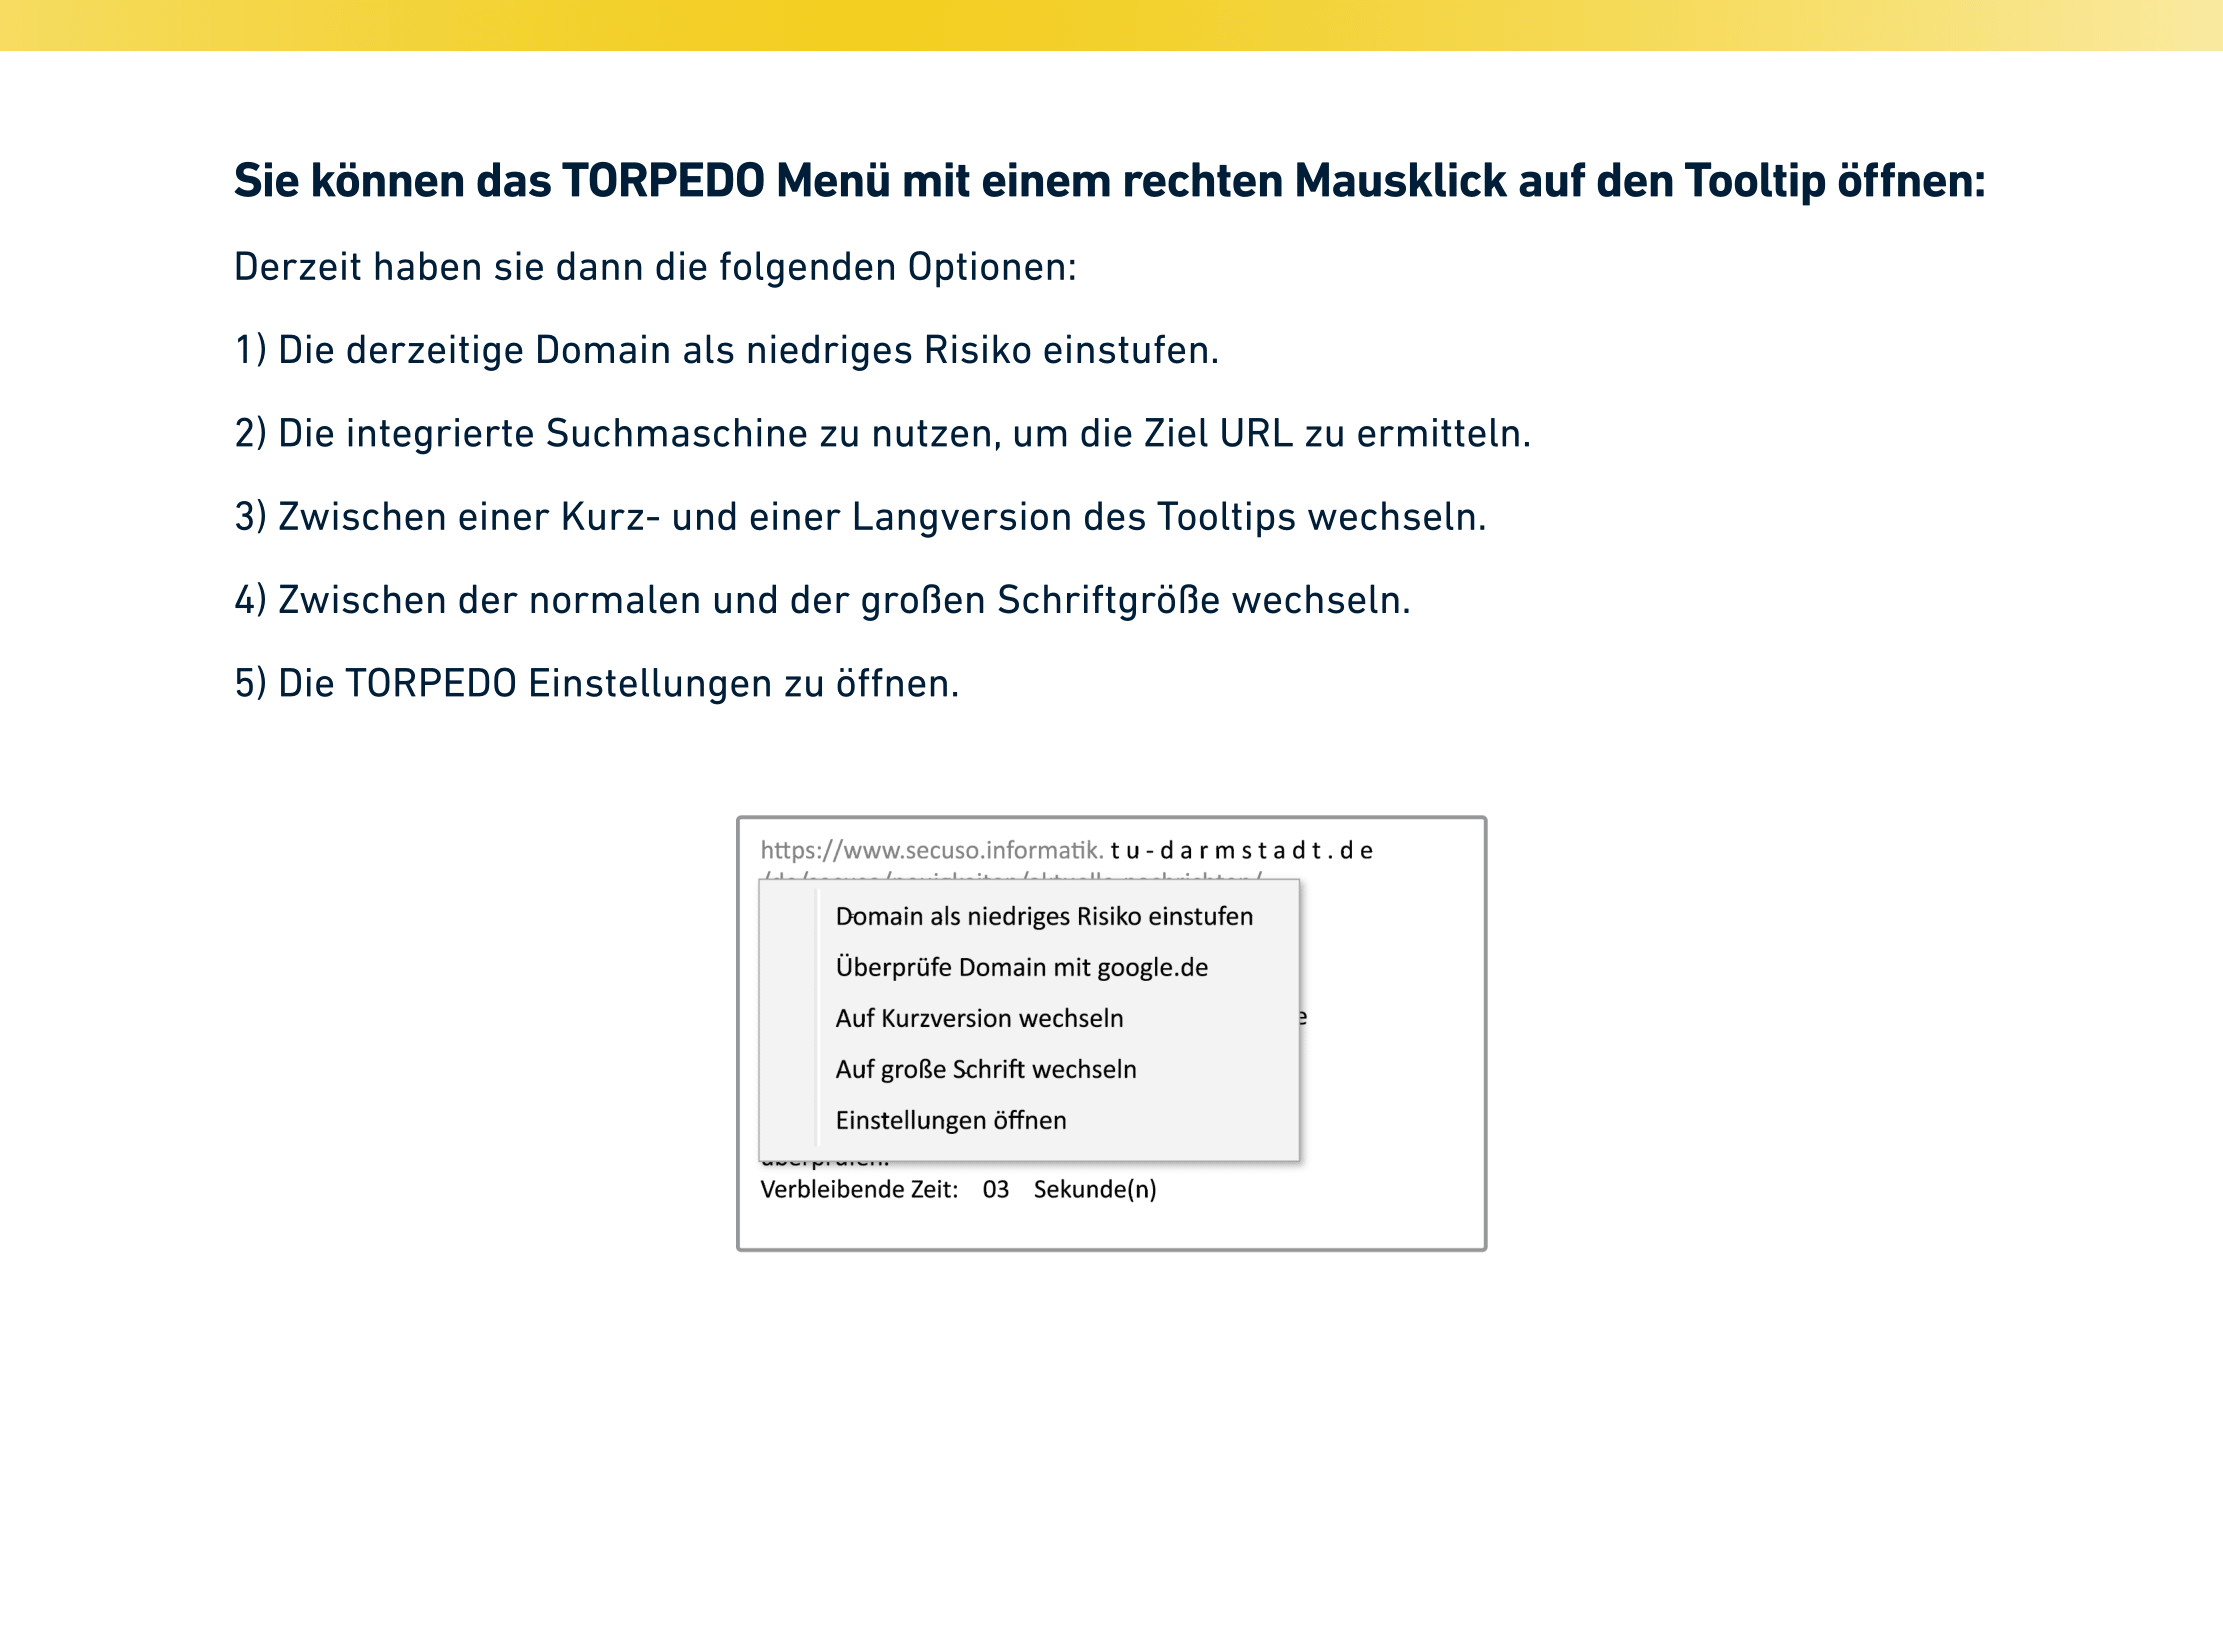 Sie können das TORPEDO Menü mit einem rechten Mausklick auf den Tooltip öffnen:
Derzeit haben sie dann die folgenden Optionen:
1) Die derzeitige Domain als niedriges Risiko einstufen.
2) Die integrierte Suchmaschine zu nutzen, um die Ziel URL zu ermitteln.
3) Zwischen einer Kurz- und einer Langversion des Tooltips wechseln.
4) Zwischen der normalen und der großen Schriftgröße wechseln.
5) Die TORPEDO Einstellungen zu öffnen.
https://www.secuso.informatik. tu-darmstadt.de
Domain als niedriges Risiko einstufen
Überprüfe Domain mit google.de
Auf Kurzversion wechseln
Auf große Schrift wechseln
Einstellungen öffnen
Verbleibende Zeit: 03 Sekunde(n)